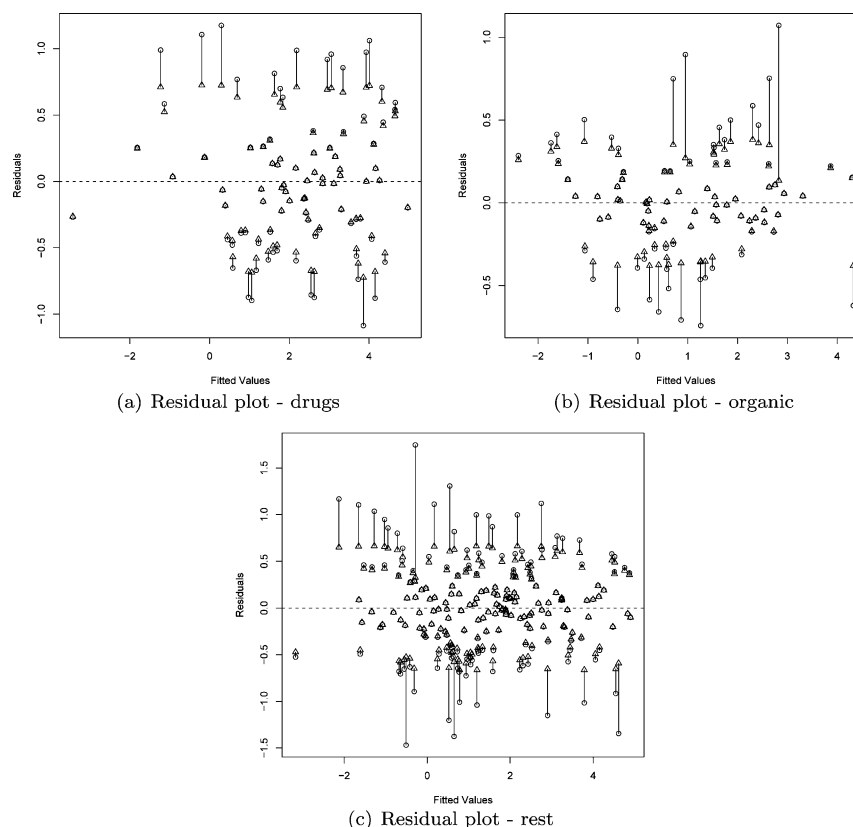 1.0
0.5
0.0
−0.5
−1.0
Residuals
−2 0 2 4
Fitted Values
(a) Residual plot - drugs
1.0
0.5
0.0
−0.5
Residuals
−2 −1 0 1 2 3 4
Fitted Values
(b) Residual plot - organic
1.5
1.0
0.5
0.0
−0.5
−1.0
−1.5
Residuals
−2 0 2 4
Fitted Values
(c) Residual plot - rest